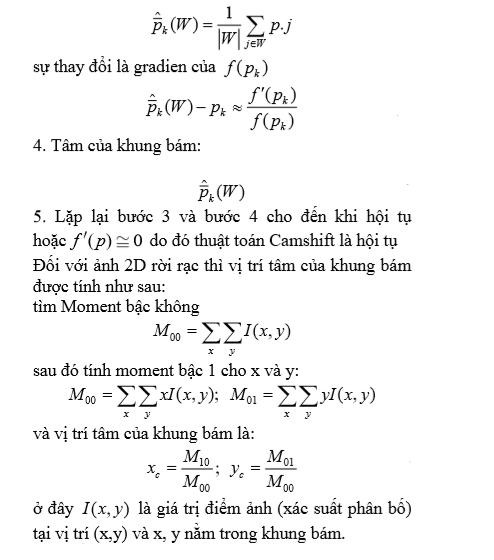 $$\hat{\bar{p}}_k(W) = \frac{1}{|W|} \sum_{j \in W} p.j$$
sự thay đổi là gradien của $f(p_k)$
$$\hat{\bar{p}}_k(W) - p_k \approx \frac{f'(p_k)}{f(p_k)}$$
4. Tâm của khung bám:
$$\hat{\bar{p}}_k(W)$$
5. Lặp lại bước 3 và bước 4 cho đến khi hội tụ
hoặc $f'(p) \cong 0$ do đó thuật toán Camshift là hội tụ
Đối với ảnh 2D rời rạc thì vị trí tâm của khung bám
được tính như sau:
tìm Moment bậc không
$$M_{00} = \sum_x \sum_y I(x, y)$$
sau đó tính moment bậc 1 cho x và y:
$$M_{00} = \sum_x \sum_y xI(x, y); \; M_{01} = \sum_x \sum_y yI(x, y)$$
và vị trí tâm của khung bám là:
$$x_c = \frac{M_{10}}{M_{00}}; \; y_c = \frac{M_{01}}{M_{00}}$$
ở đây $I(x, y)$ là giá trị điểm ảnh (xác suất phân bố)
tại vị trí (x,y) và x, y nằm trong khung bám.